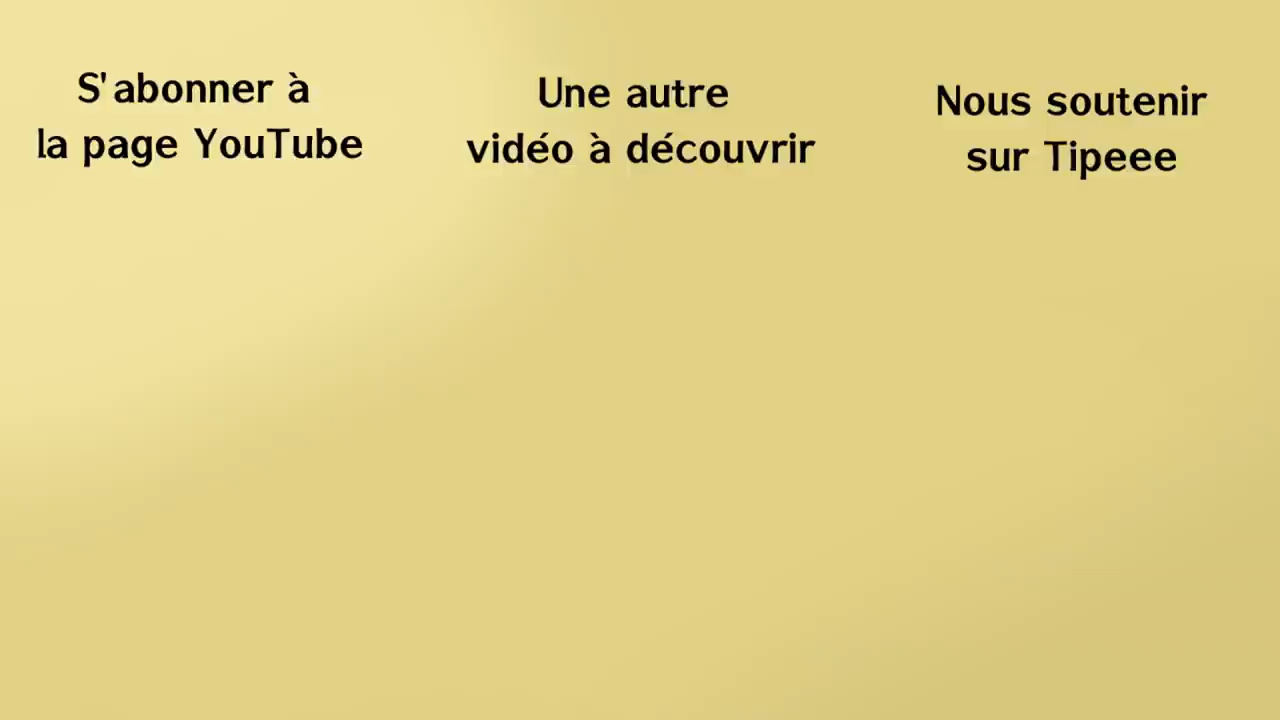 S'abonner à
la page YouTube
Une autre
vidéo à découvrir
Nous soutenir
sur Tipeee